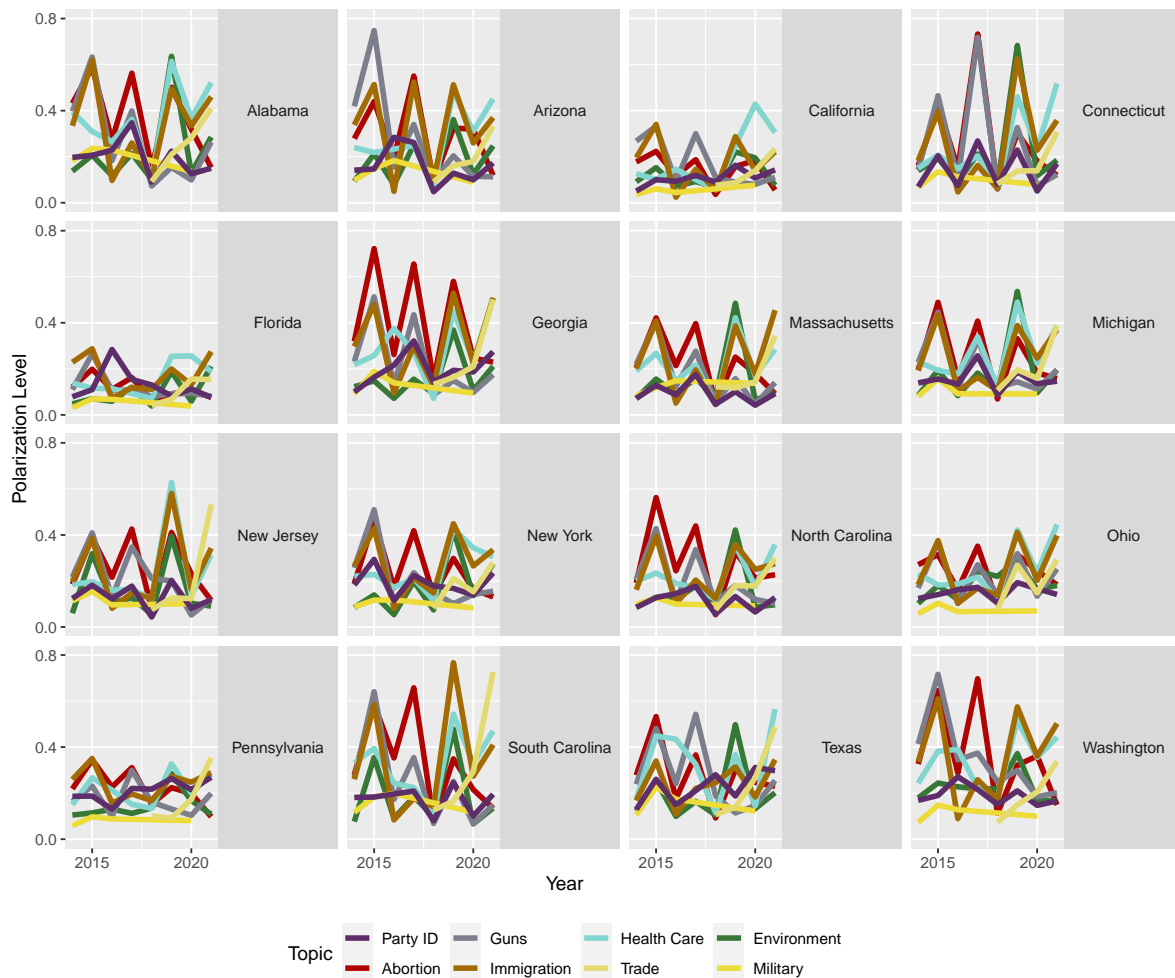 0.8
0.4
0.0
Alabama
Arizona
California
Connecticut
0.8
0.4
0.0
Florida
Georgia
Massachusetts
Michigan
0.8
0.4
0.0
New Jersey
New York
North Carolina
Ohio
0.8
0.4
0.0
Pennsylvania
South Carolina
Texas
Washington
2015 2020 2015 2020 2015 2020 2015 2020
Polarization Level
Year
Topic
Party ID Guns Health Care Environment
Abortion Immigration Trade Military